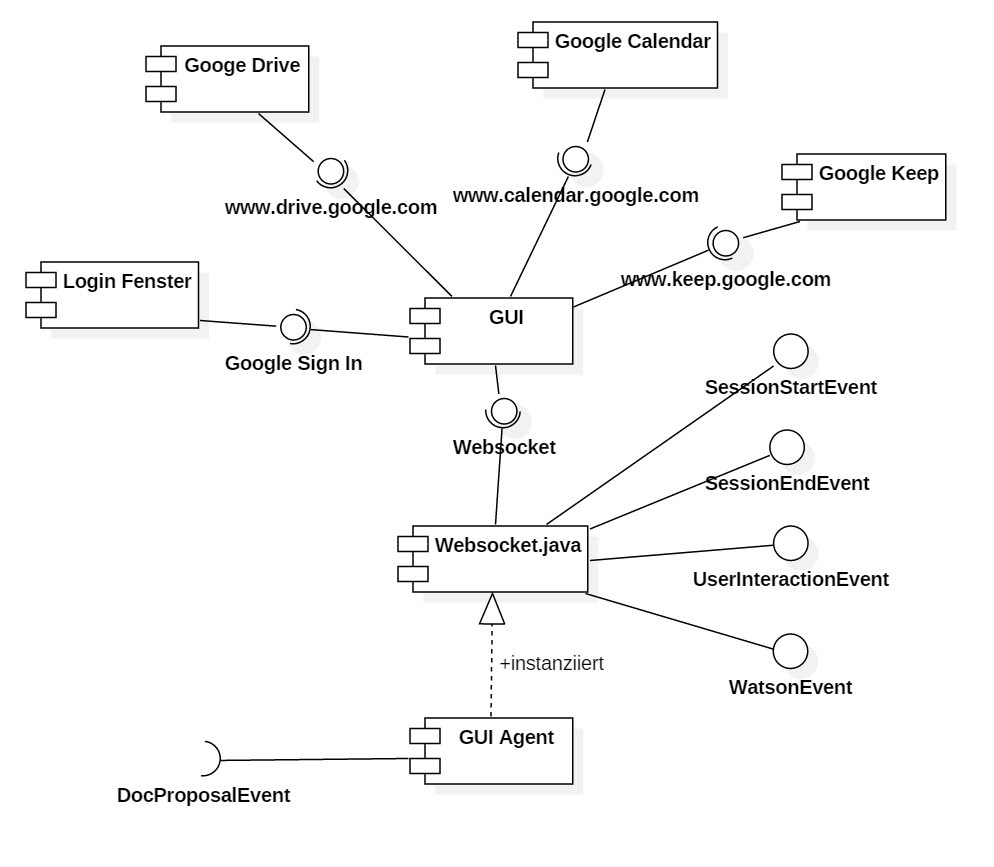 Google Calendar
Googe Drive
Google Keep
www.calendar.google.com
www.drive.google.com
www.keep.google.com
Login Fenster
GUI
Google Sign In
SessionStartEvent
Websocket
SessionEndEvent
Websocket.java
UserInteractionEvent
+instanziiert
WatsonEvent
GUI Agent
DocProposalEvent